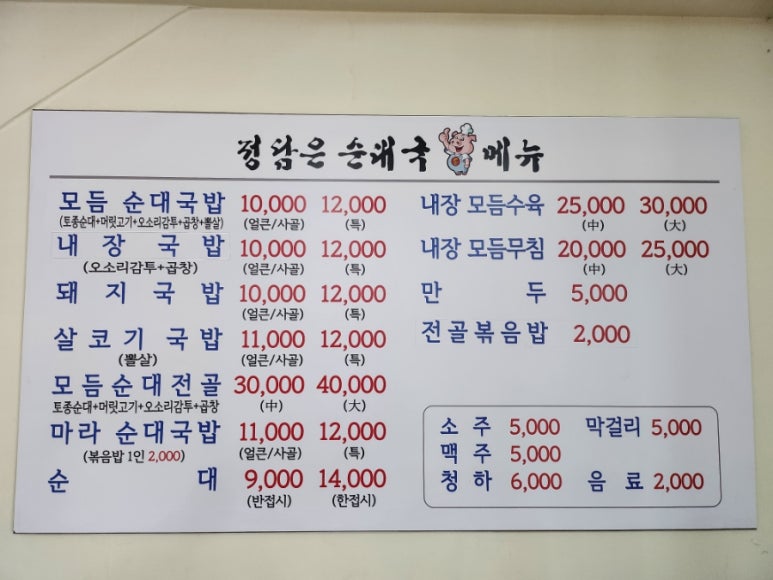 정담은 순대국 메뉴
모듬 순대국밥 10,000 12,000
(토종순대+머릿고기+오소리감투+곱창+뽈살) (얼큰/사골) (특)
내장국밥 10,000 12,000
(오소리감투+곱창) (얼큰/사골) (특)
돼지국밥 10,000 12,000
(얼큰/사골) (특)
살코기국밥 11,000 12,000
(뽈살) (얼큰/사골) (특)
모듬순대전골 30,000 40,000
토종순대+머릿고기+오소리감투+곱창 (中) (大)
마라 순대국밥 11,000 12,000
(볶음밥 1인 2,000) (얼큰/사골) (특)
순대 9,000 14,000
(반접시) (한접시)
내장 모듬수육 25,000 30,000
(中) (大)
내장 모듬무침 20,000 25,000
(中) (大)
만두 5,000
전골볶음밥 2,000
소주 5,000 막걸리 5,000
맥주 5,000
청하 6,000 음료 2,000